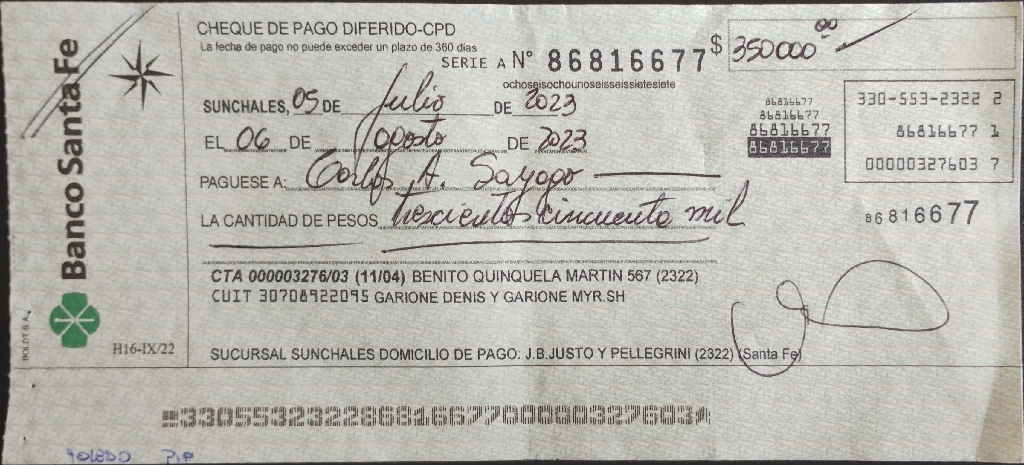 CHEQUE DE PAGO DIFERIDO-CPD
La fecha de pago no puede exceder un plazo de 360 días
SERIE A Nº 86816677 $ 350000,00
ochoseisochounoseisseissietesiete
SUNCHALES, 05 DE Julio DE 2023
EL 06 DE agosto DE 2023
PAGUESE A: Carlos A. Sayago
LA CANTIDAD DE PESOS Trescientos cincuenta mil
86816677
86816677
86816677
86816677
330-553-2322 2
86816677 1
00000327603 7
86816677
CTA 000003276/03 (11/04) BENITO QUINQUELA MARTIN 567 (2322)
CUIT 30708922095 GARIONE DENIS Y GARIONE MYR.SH
SUCURSAL SUNCHALES DOMICILIO DE PAGO: J.B.JUSTO Y PELLEGRINI (2322) (Santa Fe)
Banco Santa Fe
BOLDT S.A.
H16-IX/22
33055323228681667700000327603